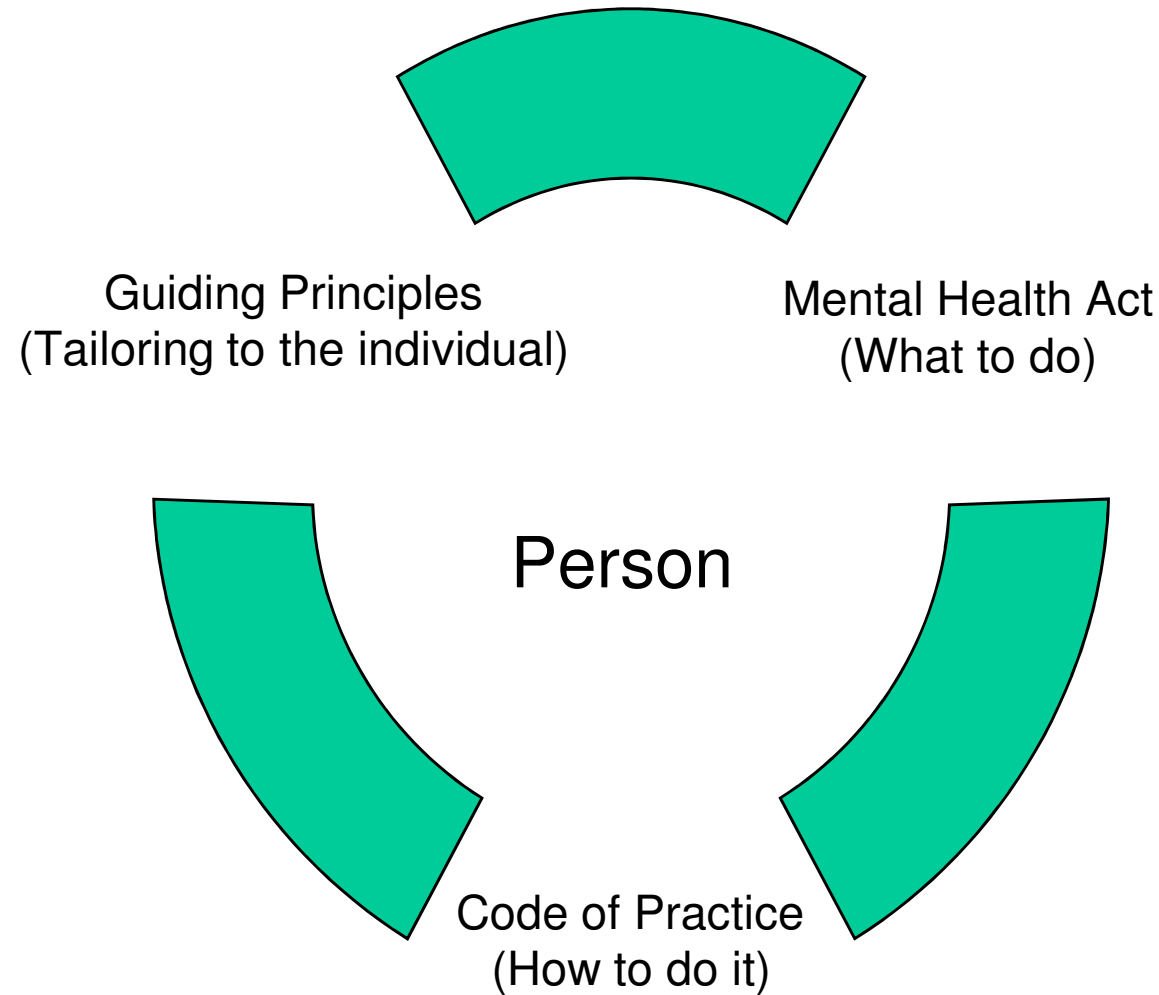 Guiding Principles
(Tailoring to the individual)
Mental Health Act
(What to do)
Person
Code of Practice
(How to do it)